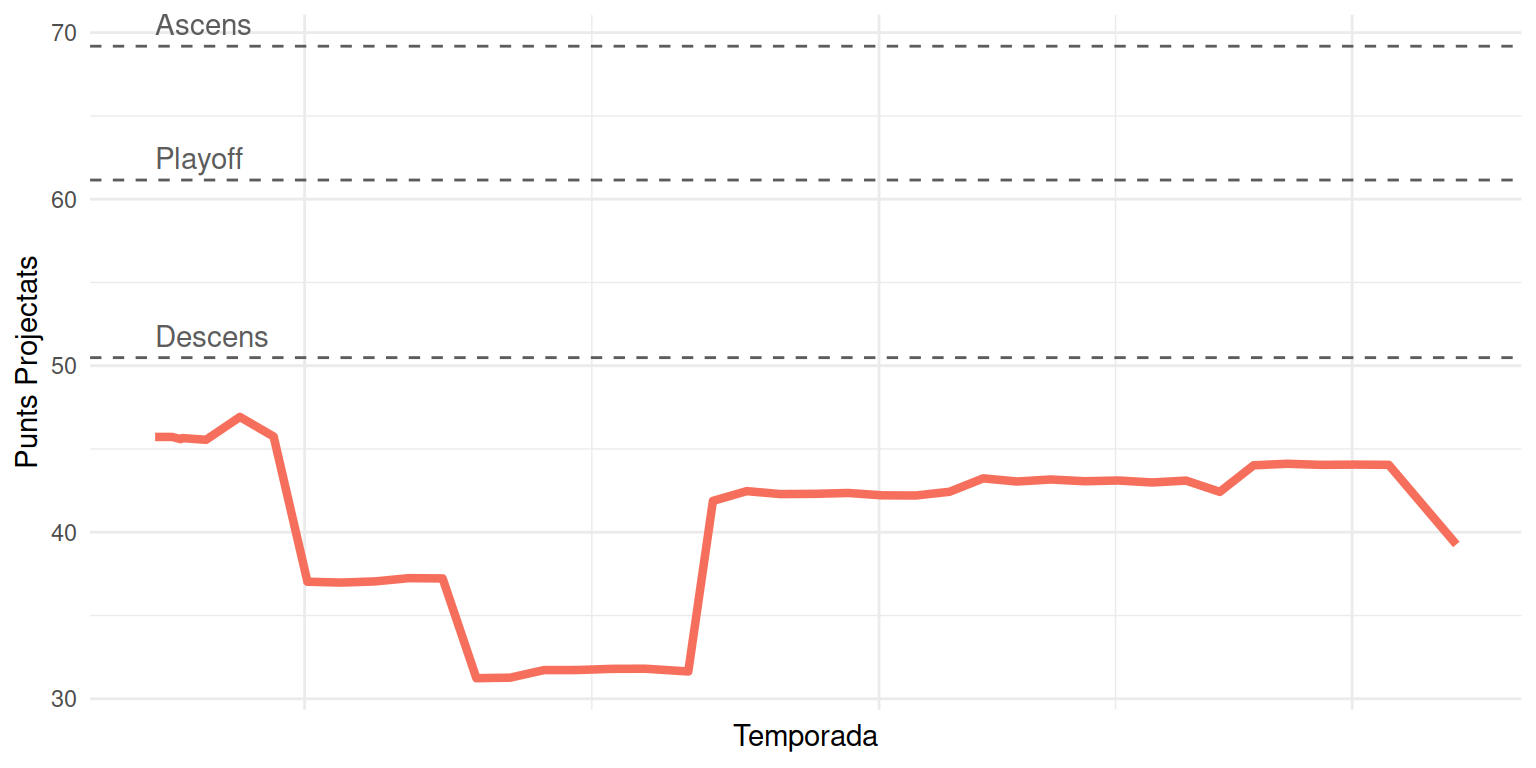 Ascens
70
Playoff
60
Descens
50
40
30
Punts Projectats
Temporada